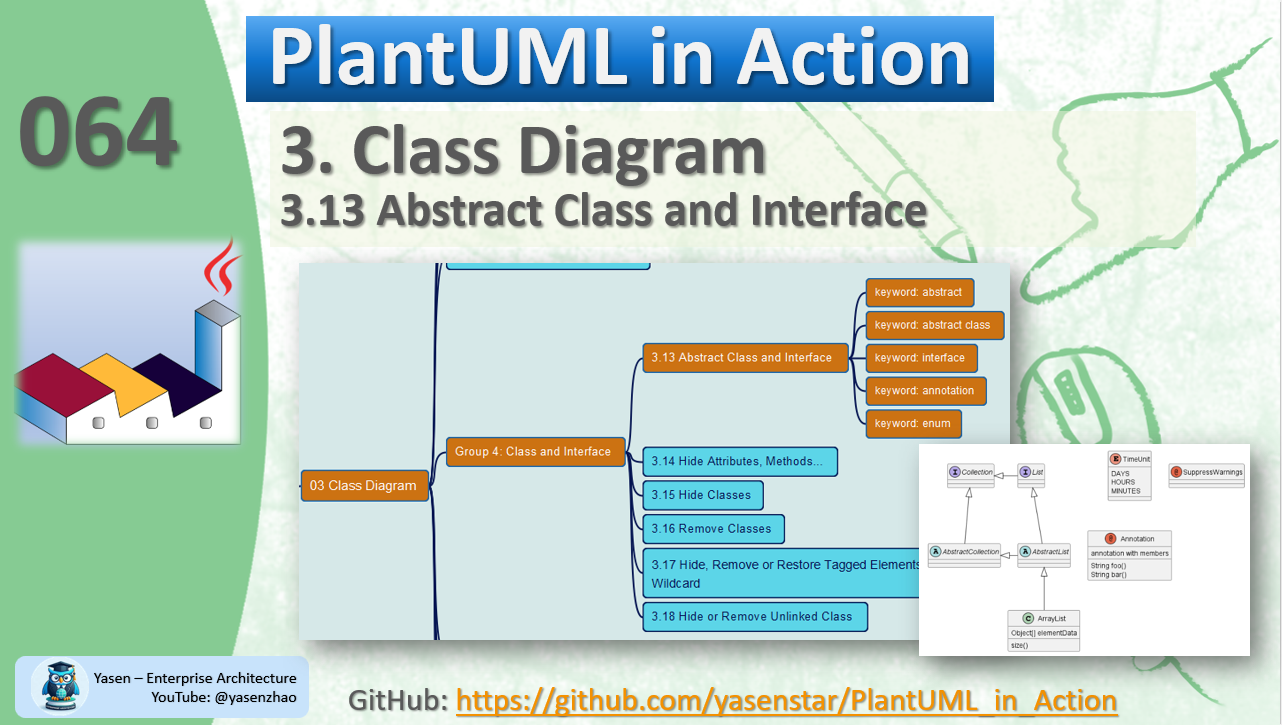 PlantUML in Action
064
3. Class Diagram
3.13 Abstract Class and Interface
keyword: abstract
keyword: abstract class
3.13 Abstract Class and Interface
keyword: interface
keyword: annotation
keyword: enum
Group 4: Class and Interface
03 Class Diagram
3.14 Hide Attributes, Methods...
3.15 Hide Classes
3.16 Remove Classes
3.17 Hide, Remove or Restore Tagged Elements
Wildcard
3.18 Hide or Remove Unlinked Class
I Collection
I List
E TimeUnit
DAYS
HOURS
MINUTES
@ SuppressWarnings
A AbstractCollection
A AbstractList
@ Annotation
annotation with members
String foo()
String bar()
C ArrayList
Object[] elementData
size()
Yasen – Enterprise Architecture
YouTube: @yasenzhao
GitHub: https://github.com/yasenstar/PlantUML_in_Action